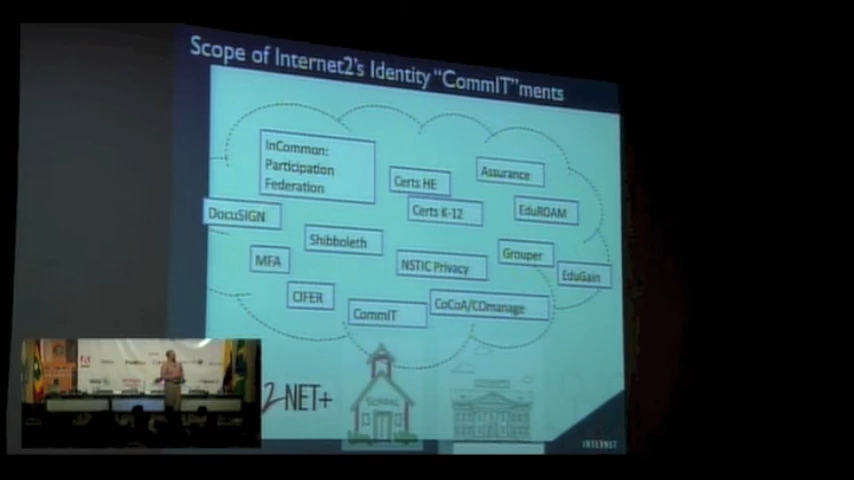 Scope of Internet2's Identity "CommIT"ments
InCommon:
Participation
Federation
Certs HE
Assurance
DocuSIGN
Certs K-12
EduROAM
Shibboleth
MFA
NSTIC Privacy
Grouper
EduGain
CIFER
CommIT
CoCoA/COmanage
NET+
SCHOOL